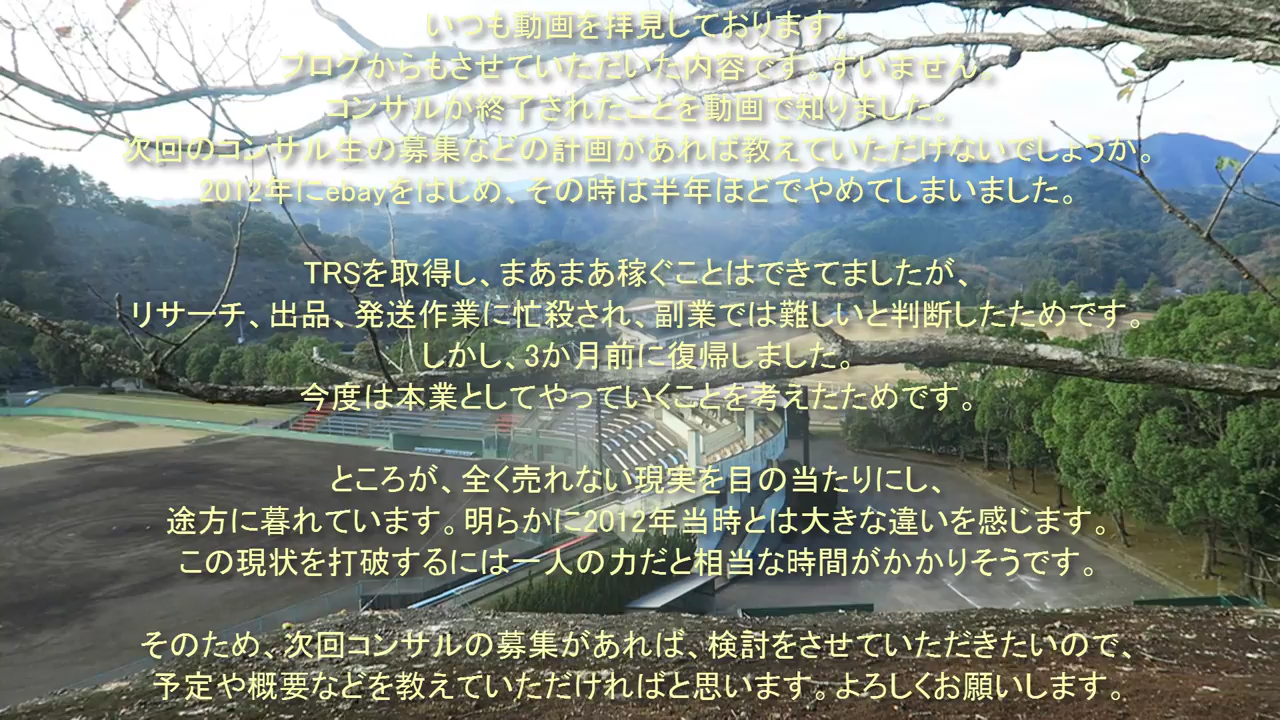 いつも動画を拝見しております。
ブログからもさせていただいた内容です。すいません。
コンサルが終了されたことを動画で知りました。
次回のコンサル生の募集などの計画があれば教えていただけないでしょうか。
2012年にebayをはじめ、その時は半年ほどでやめてしまいました。
TRSを取得し、まあまあ稼ぐことはできてましたが、
リサーチ、出品、発送作業に忙殺され、副業では難しいと判断したためです。
しかし、3か月前に復帰しました。
今度は本業としてやっていくことを考えたためです。
ところが、全く売れない現実を目の当たりにし、
途方に暮れています。明らかに2012年当時とは大きな違いを感じます。
この現状を打破するには一人の力だと相当な時間がかかりそうです。
そのため、次回コンサルの募集があれば、検討をさせていただきたいので、
予定や概要などを教えていただければと思います。よろしくお願いします。